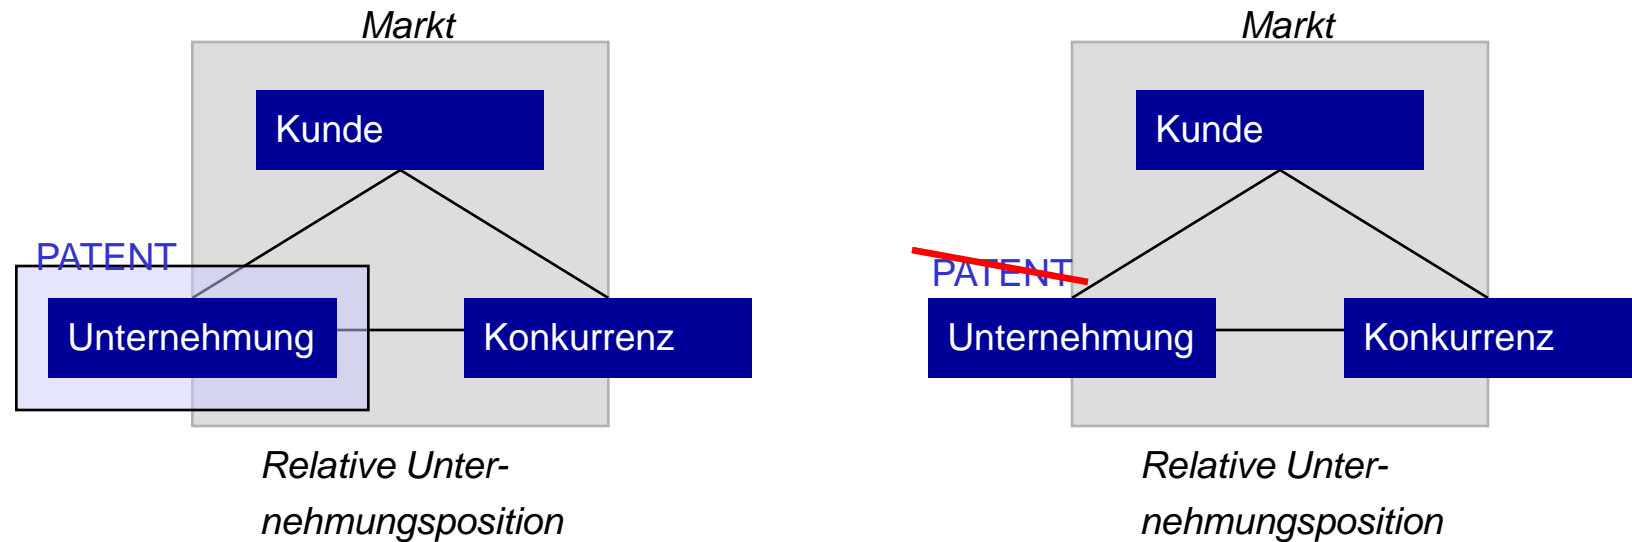 Markt
Kunde
PATENT
Unternehmung
Konkurrenz
Relative Unter-
nehmungsposition
Markt
Kunde
PATENT
Unternehmung
Konkurrenz
Relative Unter-
nehmungsposition